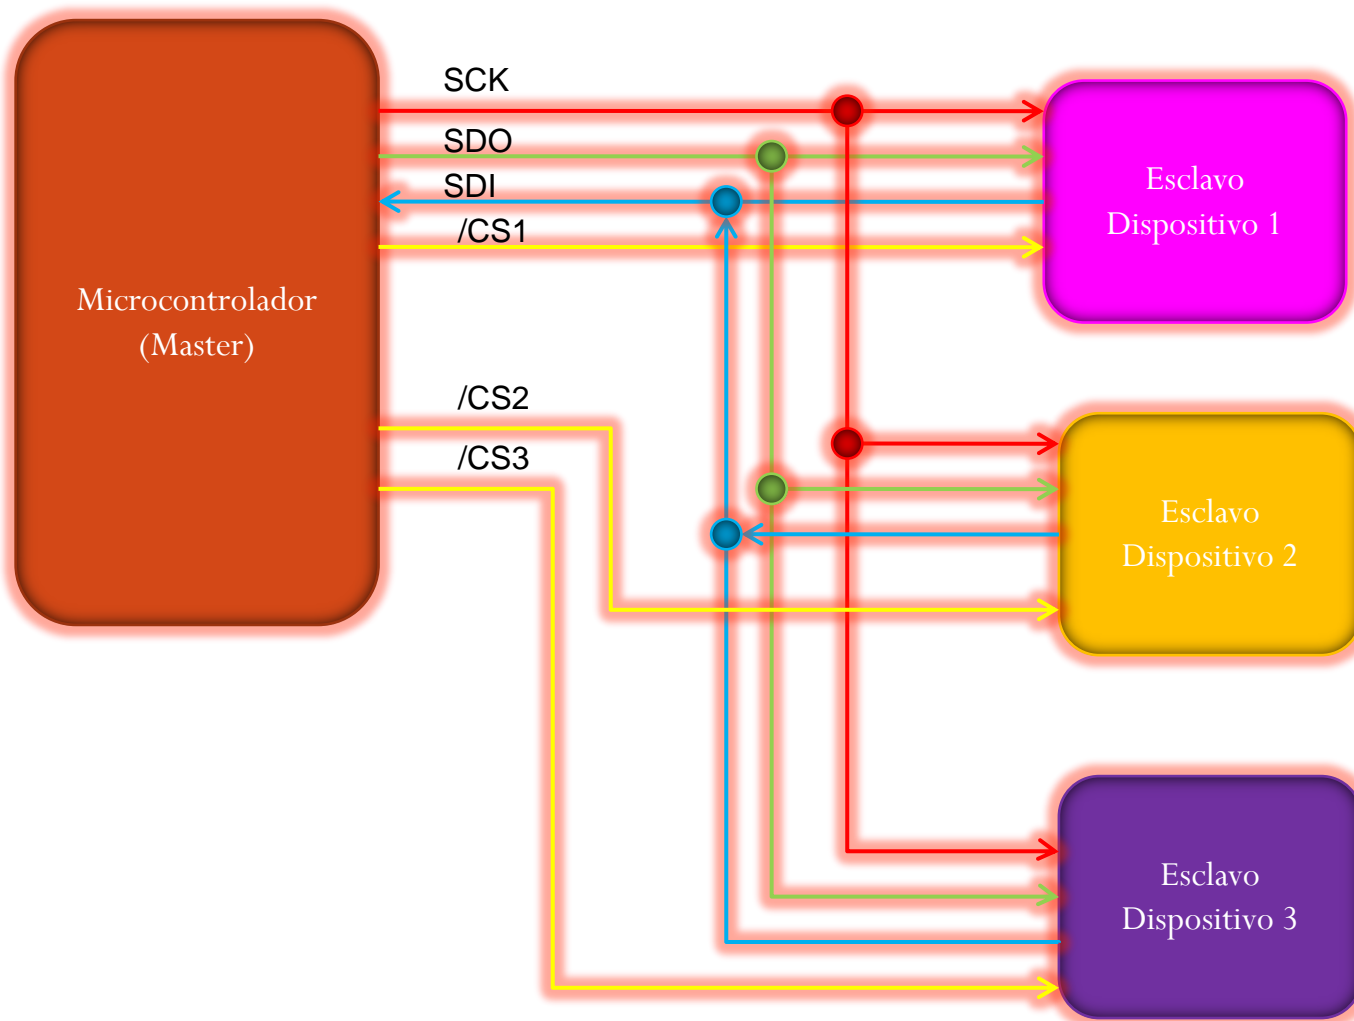 SCK
SDO
SDI
/CS1
Microcontrolador
(Master)
/CS2
/CS3
Esclavo
Dispositivo 1
Esclavo
Dispositivo 2
Esclavo
Dispositivo 3